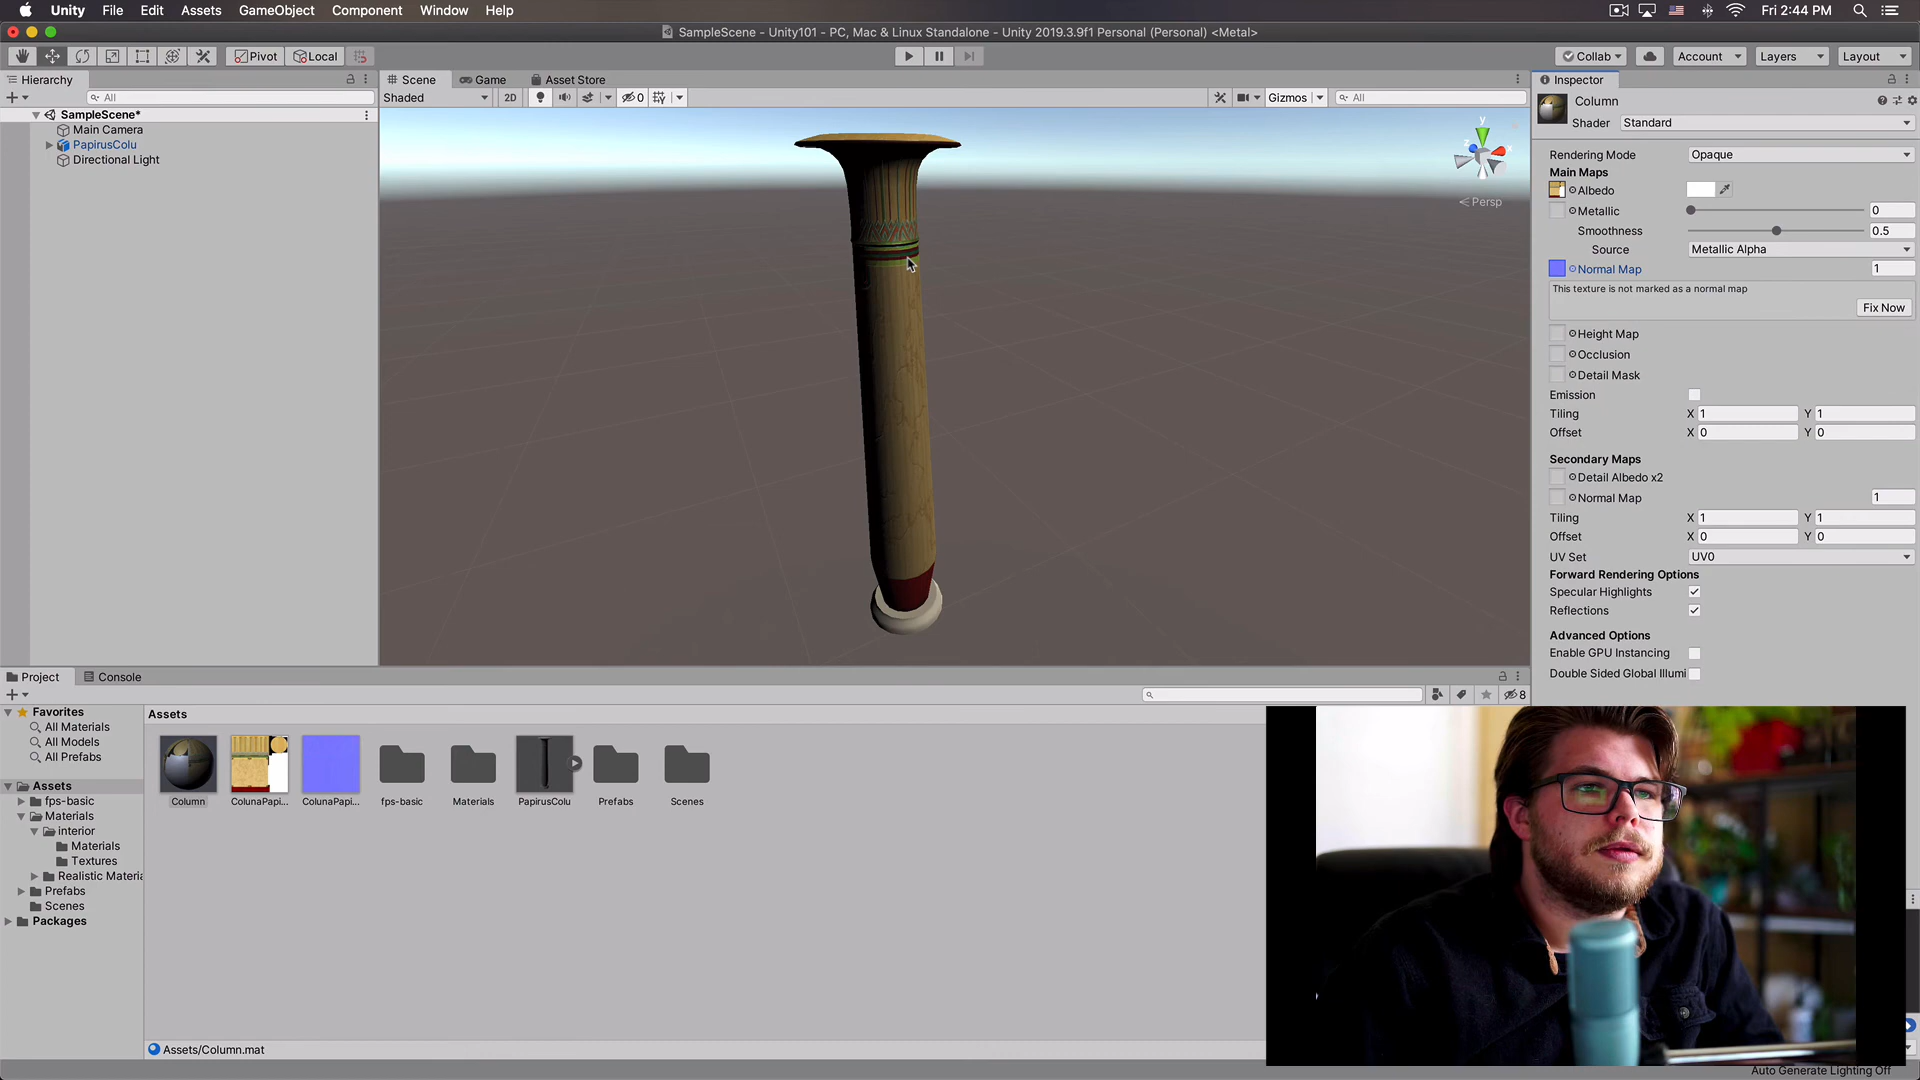 Unity File Edit Assets GameObject Component Window Help Fri 2:44 PM
SampleScene - Unity101 - PC, Mac & Linux Standalone - Unity 2019.3.9f1 Personal (Personal) <Metal>
Pivot Local Collab Account Layers Layout
Hierarchy Scene Game Asset Store Inspector
All Shaded 2D 0 Gizmos All
Column
Shader Standard
SampleScene*
Main Camera
PapirusColu
Directional Light
y
z
Persp
Rendering Mode Opaque
Main Maps
Albedo
Metallic 0
Smoothness 0.5
Source Metallic Alpha
Normal Map 1
This texture is not marked as a normal map
Fix Now
Height Map
Occlusion
Detail Mask
Emission
Tiling X 1 Y 1
Offset X 0 Y 0
Secondary Maps
Detail Albedo x2
Normal Map 1
Tiling X 1 Y 1
Offset X 0 Y 0
UV Set UV0
Forward Rendering Options
Specular Highlights
Reflections
Advanced Options
Enable GPU Instancing
Double Sided Global Illumi
Project Console
8
Favorites
All Materials
All Models
All Prefabs
Assets
fps-basic
Materials
interior
Materials
Textures
Realistic Materia
Prefabs
Scenes
Packages
Assets
Column ColunaPapi... ColunaPapi... fps-basic Materials PapirusColu Prefabs Scenes
Assets/Column.mat
Auto Generate Lighting Off